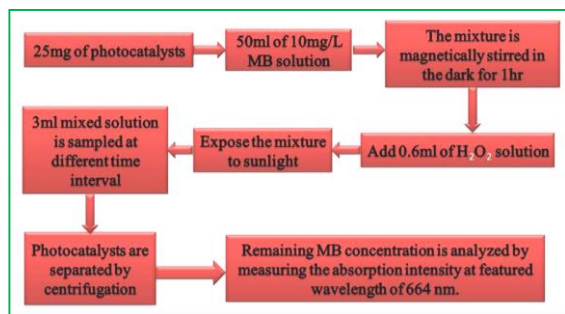 25mg of photocatalysts
50ml of 10mg/L
MB solution
The mixture is
magnetically stirred in
the dark for 1hr
Add 0.6ml of H₂O₂ solution
Expose the mixture
to sunlight
3ml mixed solution
is sampled at
different time
interval
Photocatalysts are
separated by
centrifugation
Remaining MB concentration is analyzed by
measuring the absorption intensity at featured
wavelength of 664 nm.